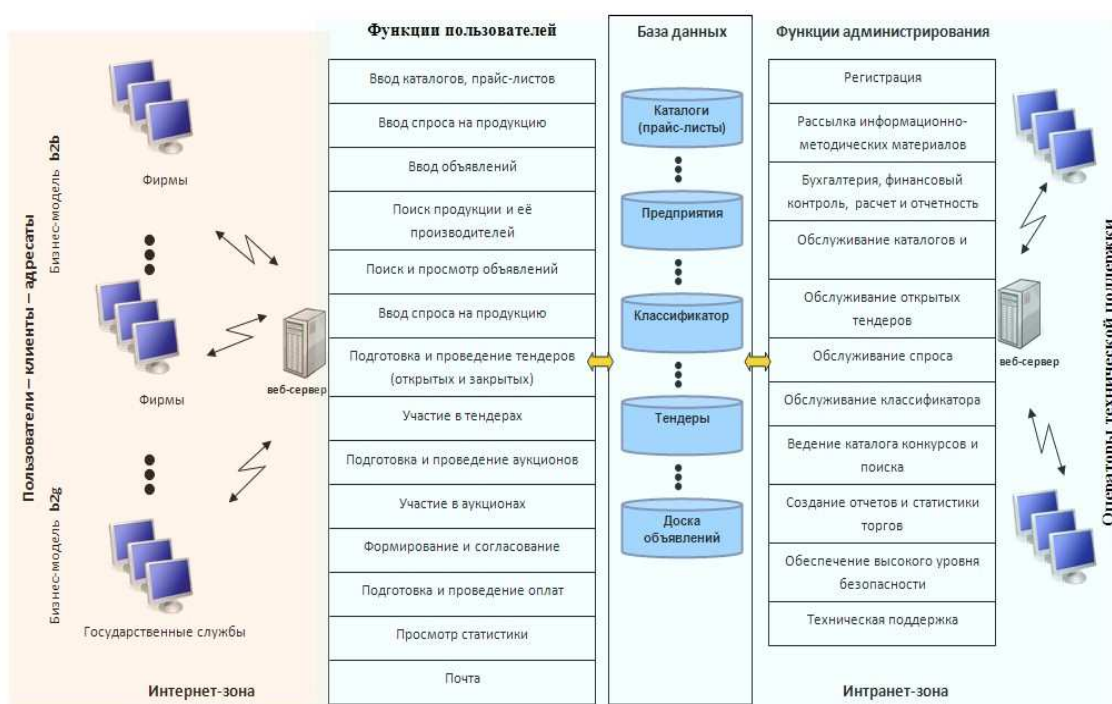 Функции пользователей
База данных
Функции администрирования
Пользователи – клиенты – адресаты
Бизнес-модель b2b
Бизнес-модель b2g
Фирмы
Фирмы
Государственные службы
веб-сервер
Интернет-зона
Ввод каталогов, прайс-листов
Ввод спроса на продукцию
Ввод объявлений
Поиск продукции и её
производителей
Поиск и просмотр объявлений
Ввод спроса на продукцию
Подготовка и проведение тендеров
(открытых и закрытых)
Участие в тендерах
Подготовка и проведение аукционов
Участие в аукционах
Формирование и согласование
Подготовка и проведение оплат
Просмотр статистики
Почта
Каталоги
(прайс-листы)
Предприятия
Классификатор
Тендеры
Доска
объявлений
Регистрация
Рассылка информационно-
методических материалов
Бухгалтерия, финансовый
контроль, расчет и отчетность
Обслуживание каталогов и
Обслуживание открытых
тендеров
Обслуживание спроса
Обслуживание классификатора
Ведение каталога конкурсов и
поиска
Создание отчетов и статистики
торгов
Обеспечение высокого уровня
безопасности
Техническая поддержка
веб-сервер
Операторы технической поддержки
Интранет-зона